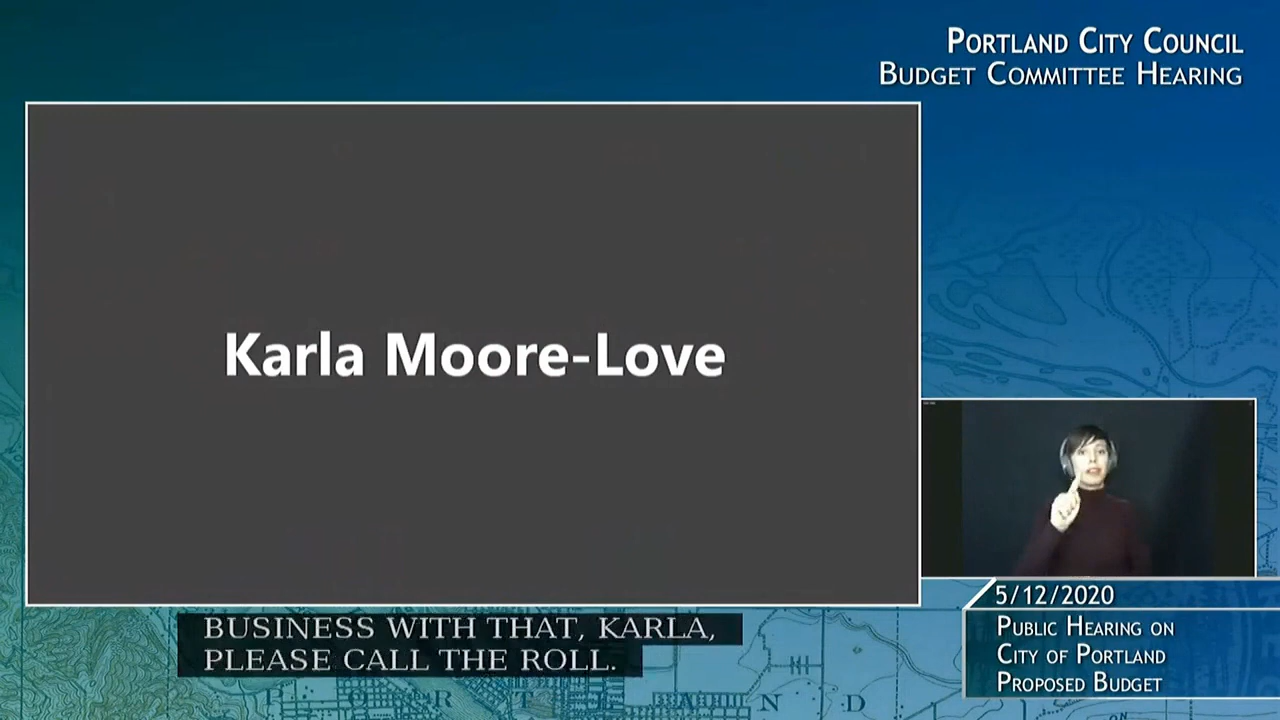 PORTLAND CITY COUNCIL
BUDGET COMMITTEE HEARING
Karla Moore-Love
BUSINESS WITH THAT, KARLA,
PLEASE CALL THE ROLL.
5/12/2020
PUBLIC HEARING ON
CITY OF PORTLAND
PROPOSED BUDGET
P O R T L A N D
ON